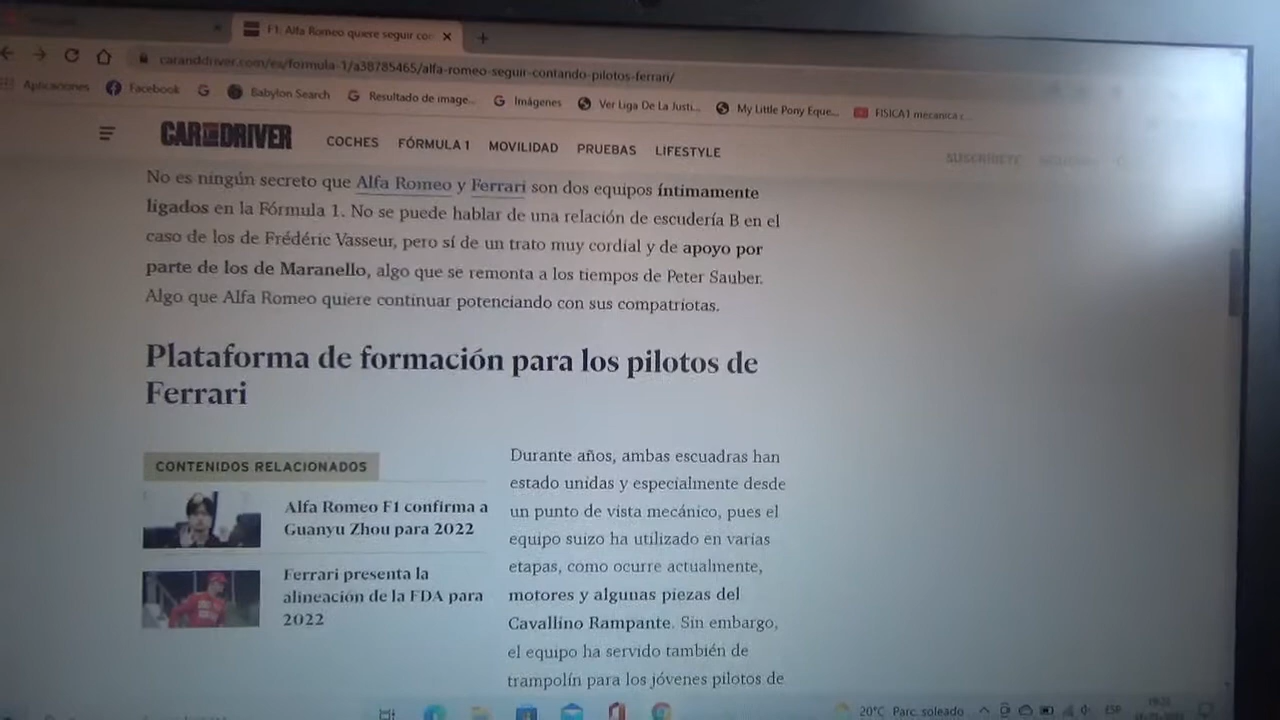 F1: Alfa Romeo quiere seguir con
caranddriver.com/es/formula-1/a38785465/alfa-romeo-seguir-contando-pilotos-ferrari/
Aplicaciones Facebook Babylon Search Resultado de image... Imágenes Ver Liga De La Justi... My Little Pony Eque... FISICA1 mecanica c...
CAR AND DRIVER COCHES FÓRMULA 1 MOVILIDAD PRUEBAS LIFESTYLE SUSCRÍBETE
No es ningún secreto que Alfa Romeo y Ferrari son dos equipos íntimamente
ligados en la Fórmula 1. No se puede hablar de una relación de escudería B en el
caso de los de Frédéric Vasseur, pero sí de un trato muy cordial y de apoyo por
parte de los de Maranello, algo que se remonta a los tiempos de Peter Sauber.
Algo que Alfa Romeo quiere continuar potenciando con sus compatriotas.
Plataforma de formación para los pilotos de
Ferrari
CONTENIDOS RELACIONADOS
Alfa Romeo F1 confirma a
Guanyu Zhou para 2022
Ferrari presenta la
alineación de la FDA para
2022
Durante años, ambas escuadras han
estado unidas y especialmente desde
un punto de vista mecánico, pues el
equipo suizo ha utilizado en varias
etapas, como ocurre actualmente,
motores y algunas piezas del
Cavallino Rampante. Sin embargo,
el equipo ha servido también de
trampolín para los jóvenes pilotos de
20°C Parc. soleado ESP